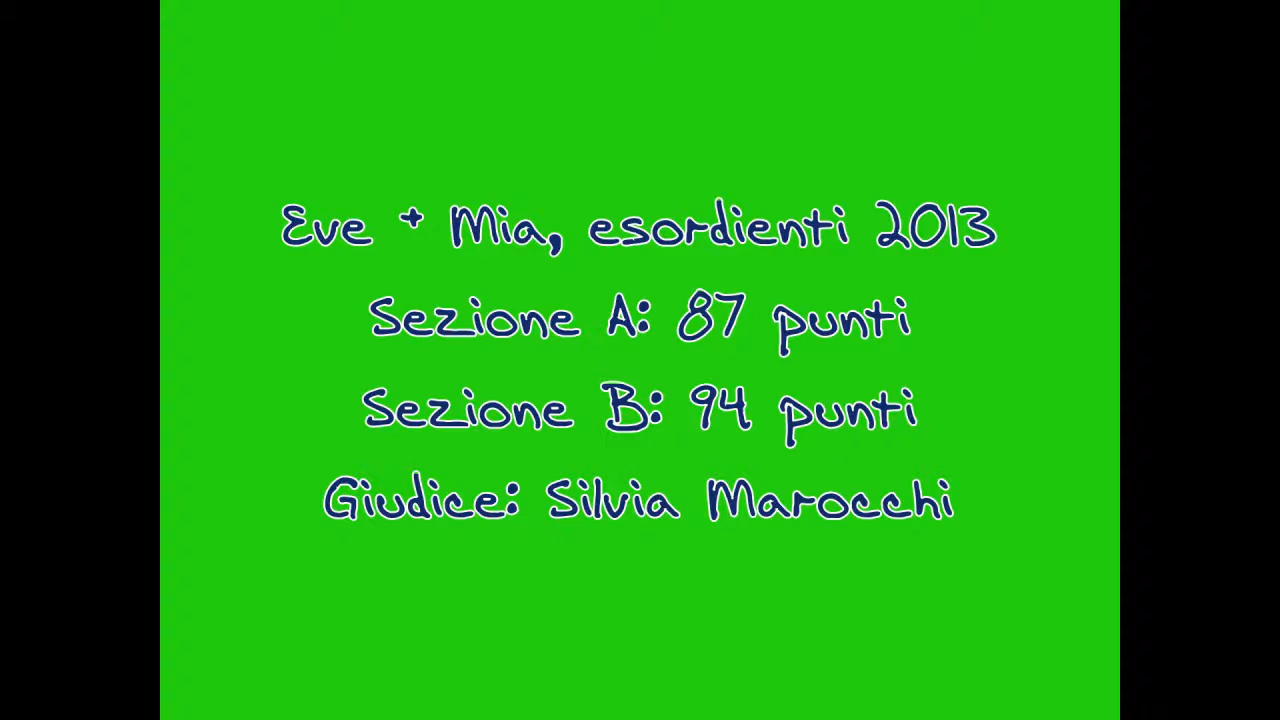 Eve + Mia, esordienti 2013
Sezione A: 87 punti
Sezione B: 94 punti
Giudice: Silvia Marocchi